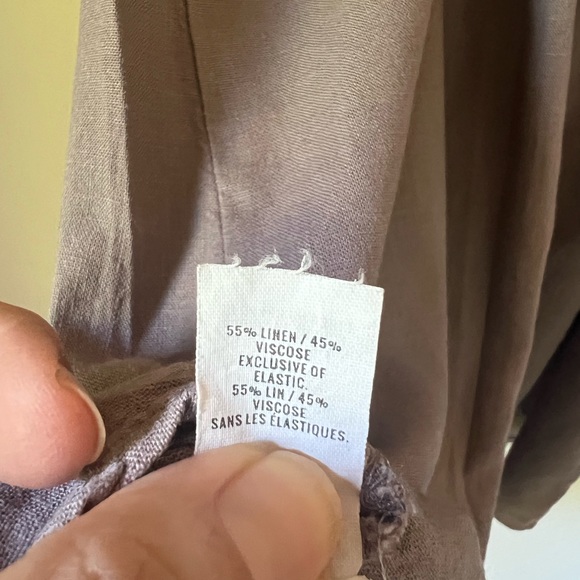 55% LINEN / 45%
VISCOSE
EXCLUSIVE OF
ELASTIC.
55% LIN / 45%
VISCOSE
SANS LES ÉLASTIQUES.